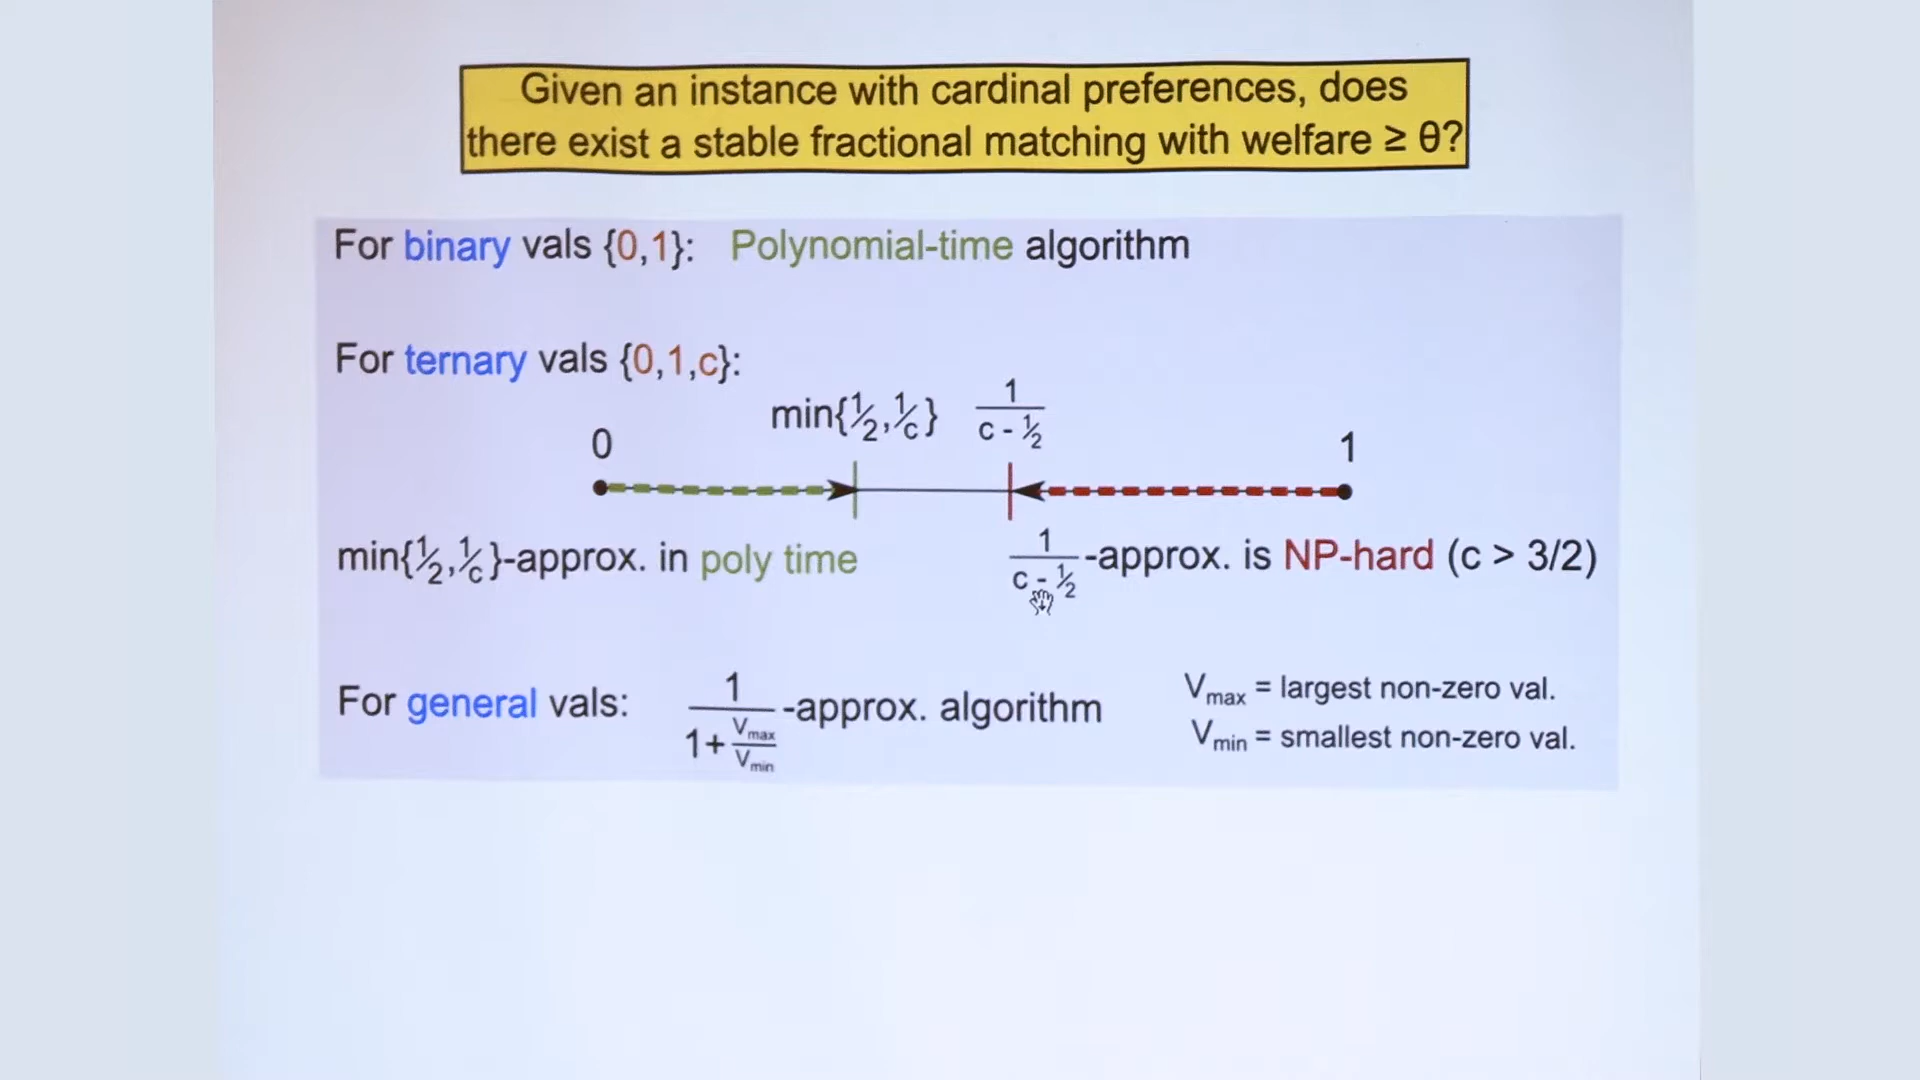 Given an instance with cardinal preferences, does
there exist a stable fractional matching with welfare ≥ θ?
For binary vals {0,1}: Polynomial-time algorithm
For ternary vals {0,1,c}:
0 min{½,1/c} 1/(c - ½) 1
min{½,1/c}-approx. in poly time
1/(c - ½)-approx. is NP-hard (c > 3/2)
For general vals: 1/(1+Vmax/Vmin)-approx. algorithm
Vmax = largest non-zero val.
Vmin = smallest non-zero val.